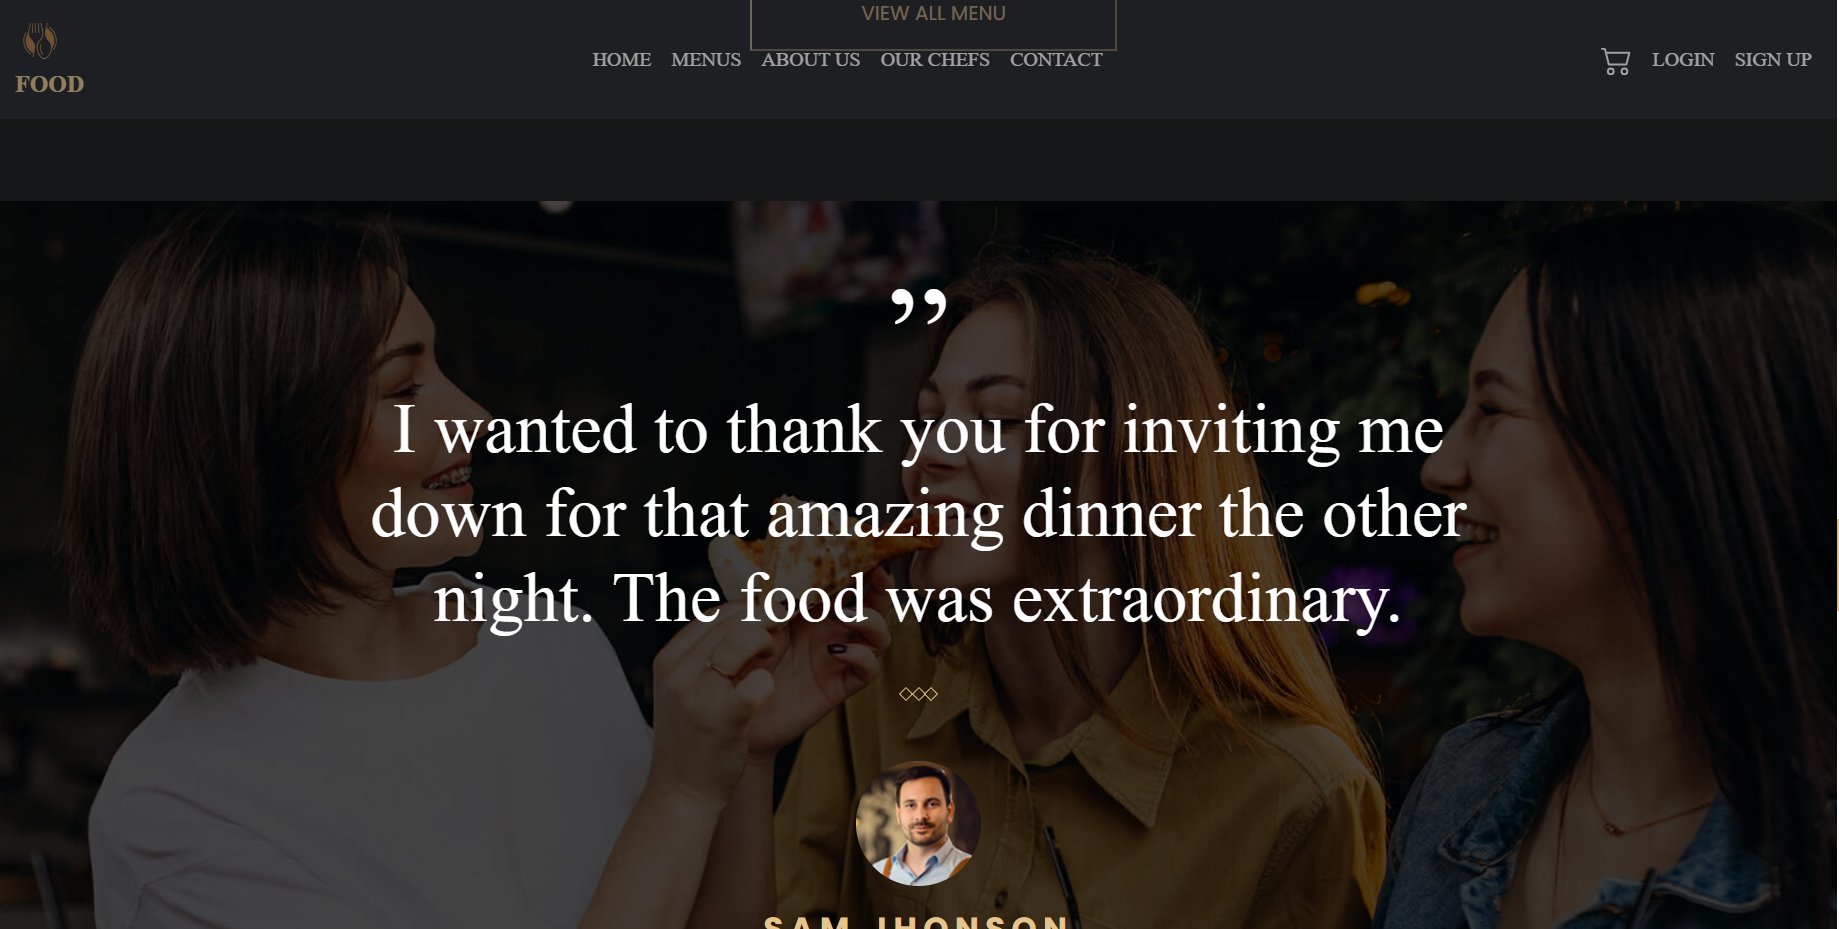 VIEW ALL MENU
FOOD
HOME MENUS ABOUT US OUR CHEFS CONTACT
LOGIN SIGN UP
”
I wanted to thank you for inviting me
down for that amazing dinner the other
night. The food was extraordinary.
SAM JHONSON